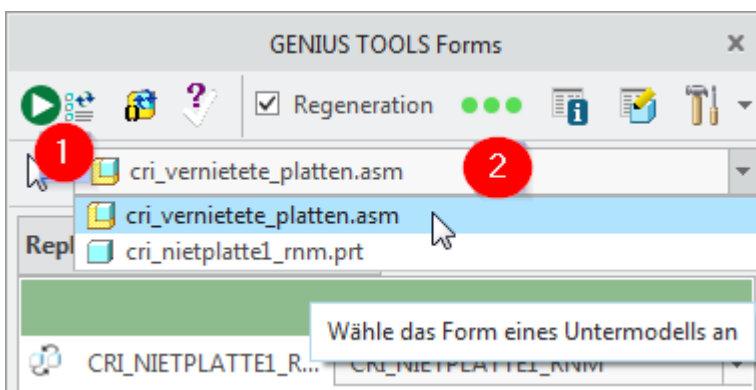 GENIUS TOOLS Forms
Regeneration
1
cri_vernietete_platten.asm
2
cri_vernietete_platten.asm
Repl
cri_nietplatte1_rnm.prt
Wähle das Form eines Untermodells an
CRI_NIETPLATTE1_R... CRI_NIETPLATTE1_RNM